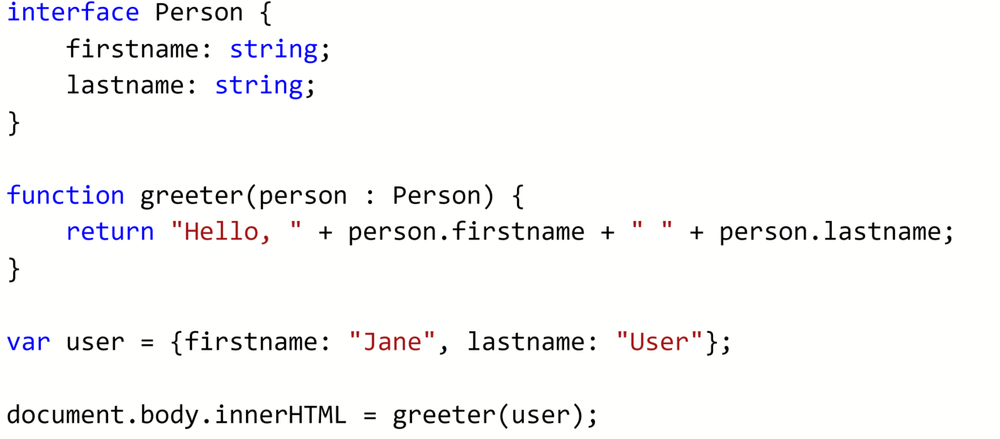 interface Person {
    firstname: string;
    lastname: string;
}

function greeter(person : Person) {
    return "Hello, " + person.firstname + " " + person.lastname;
}

var user = {firstname: "Jane", lastname: "User"};

document.body.innerHTML = greeter(user);